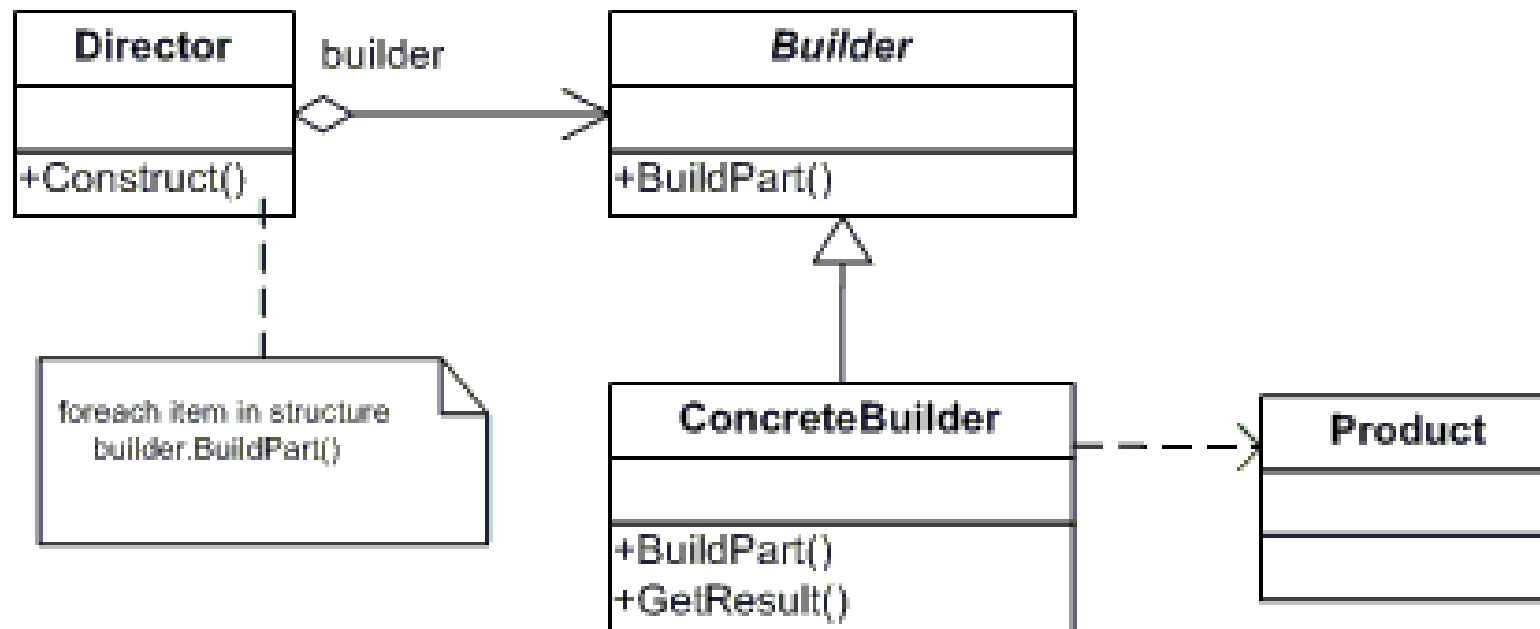 Director
builder
Builder
+Construct()
+BuildPart()
foreach item in structure
builder.BuildPart()
ConcreteBuilder
Product
+BuildPart()
+GetResult()